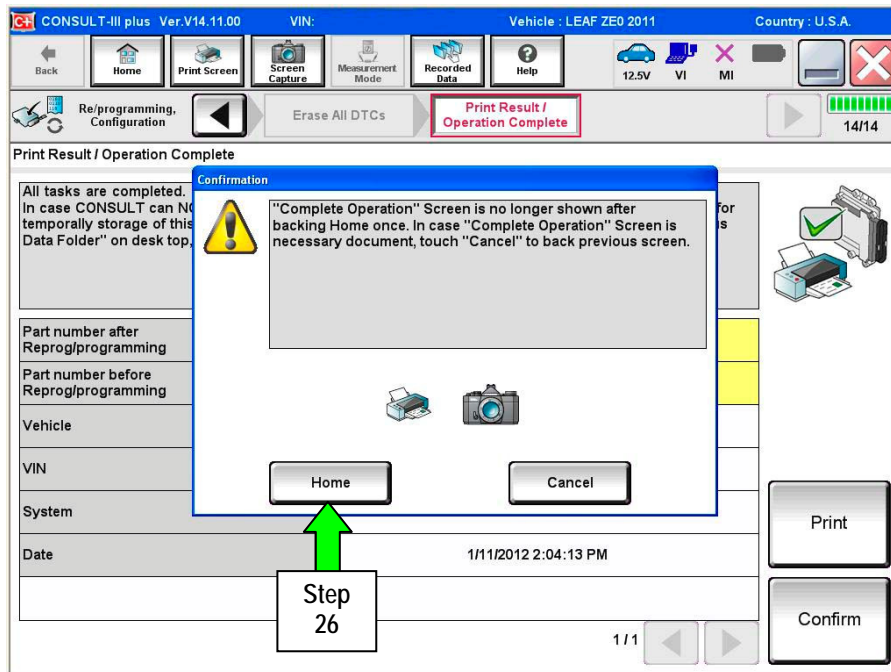 C+ CONSULT-III plus Ver.V14.11.00 VIN: Vehicle : LEAF ZE0 2011 Country : U.S.A.
Back Home Print Screen Screen Capture Measurement Mode Recorded Data Help 12.5V VI MI
Re/programming, Configuration Erase All DTCs Print Result / Operation Complete 14/14
Print Result / Operation Complete
All tasks are completed.
In case CONSULT can N
for
temporally storage of this
s
Data Folder" on desk top,
Confirmation
"Complete Operation" Screen is no longer shown after
backing Home once. In case "Complete Operation" Screen is
necessary document, touch "Cancel" to back previous screen.
Home Cancel
Part number after
Reprog/programming
Part number before
Reprog/programming
Vehicle
VIN
System
Date 1/11/2012 2:04:13 PM
Step
26
1/1
Print
Confirm